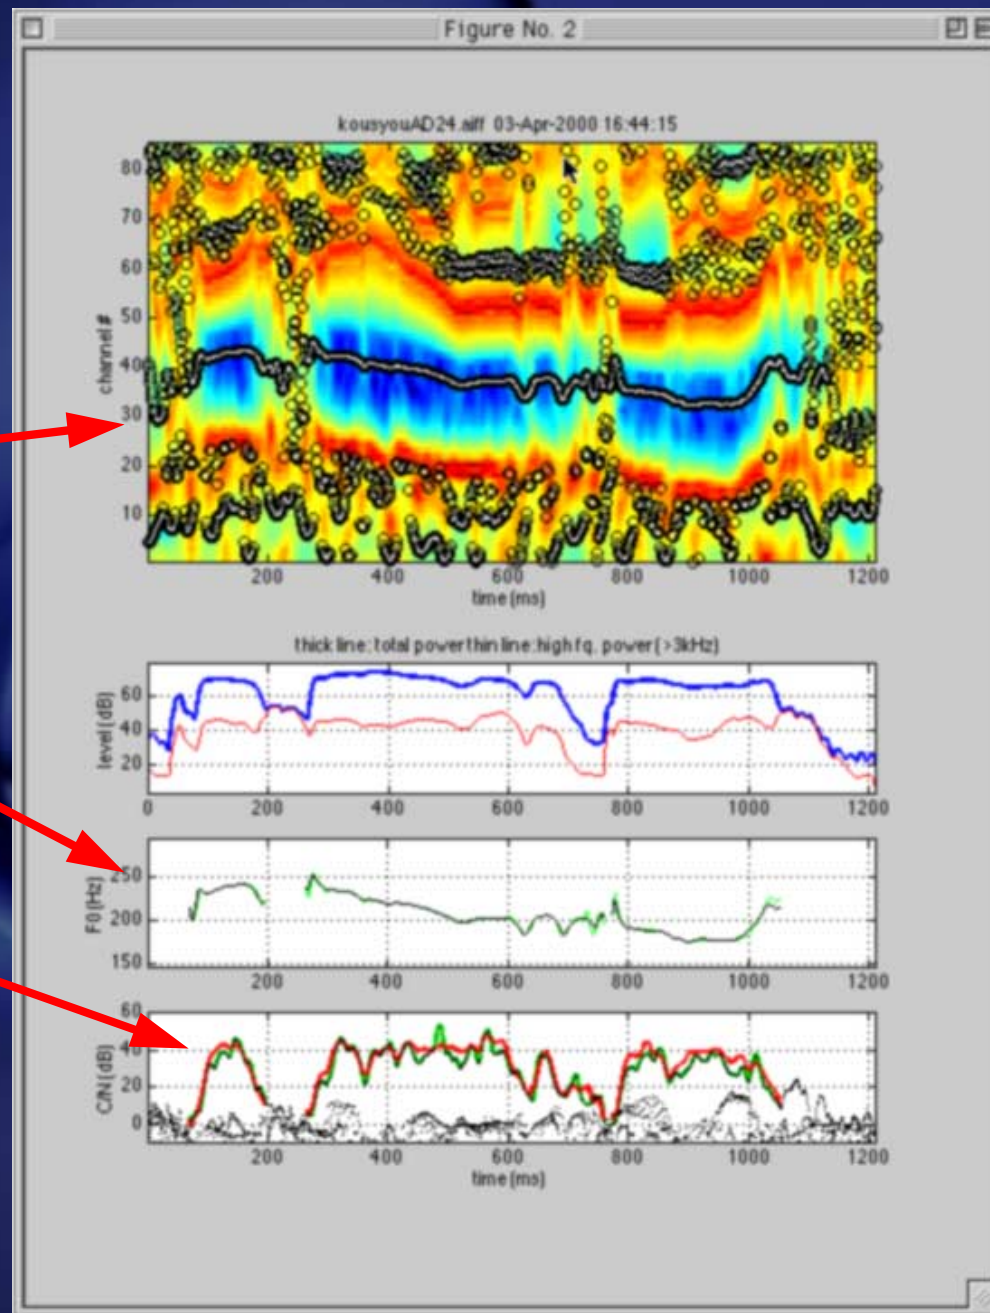 Figure No. 2
kousyouAD24.aiff 03-Apr-2000 16:44:15
80
70
60
50
40
30
20
10
channel #
200 400 600 800 1000 1200
time (ms)
thick line: total power thin line: high fq. power (>3kHz)
60
40
20
level (dB)
0 200 400 600 800 1000 1200
250
200
150
F0 (Hz)
200 400 600 800 1000 1200
60
40
20
0
C/N (dB)
200 400 600 800 1000 1200
time (ms)